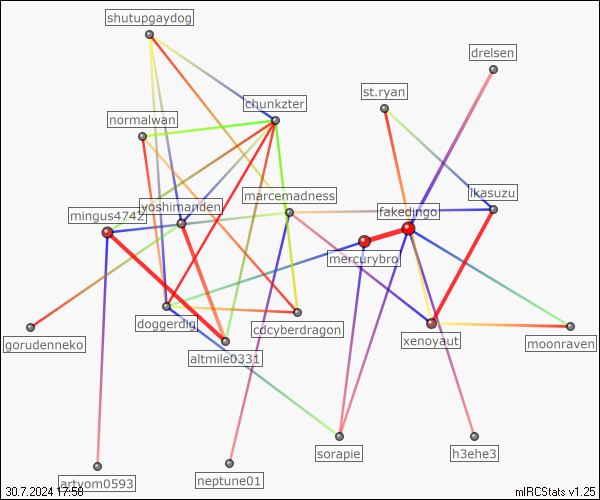 shutupgaydog
drelsen
st.ryan
chunkzter
normalwan
marcemadness
ikasuzu
yoshimanden
fakedingo
mingus4742
mercurybro
doggerdig
cdcyberdragon
xenoyaut
moonraven
gorudenneko
altmile0331
sorapie
h3ehe3
artyom0593
neptune01
30.7.2024 17:58
mIRCStats v1.25